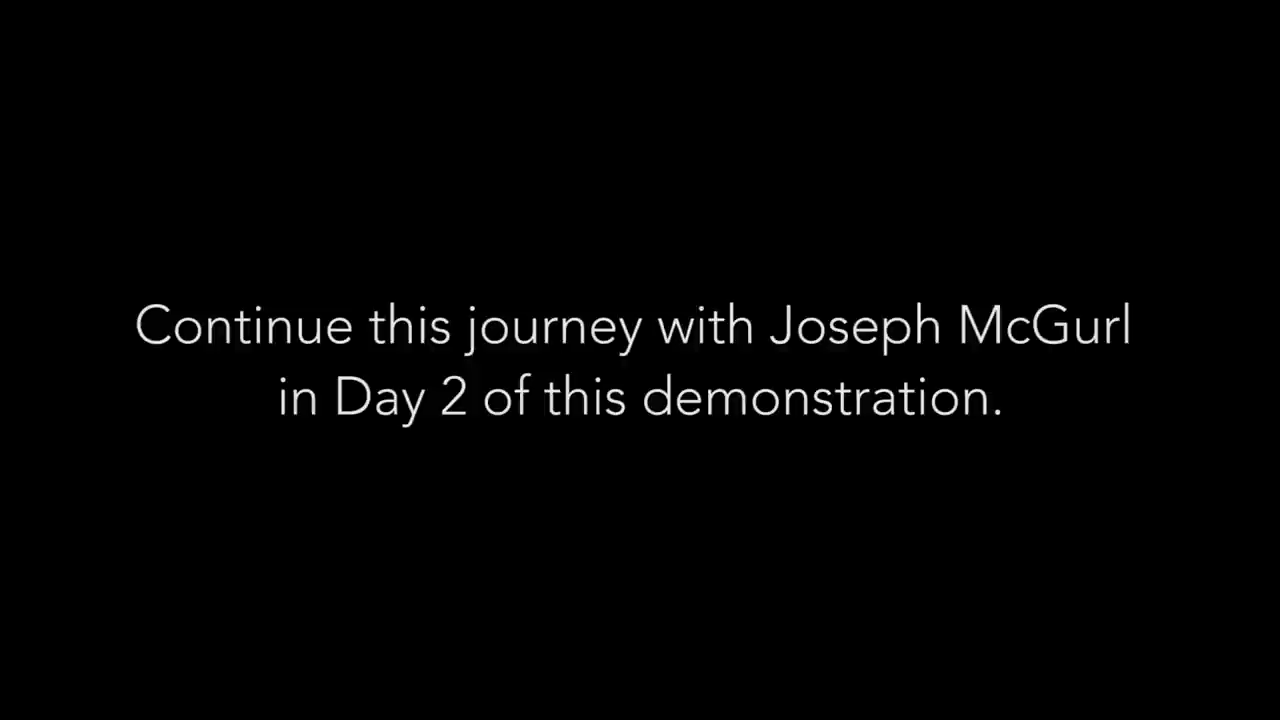 Continue this journey with Joseph McGurl
in Day 2 of this demonstration.